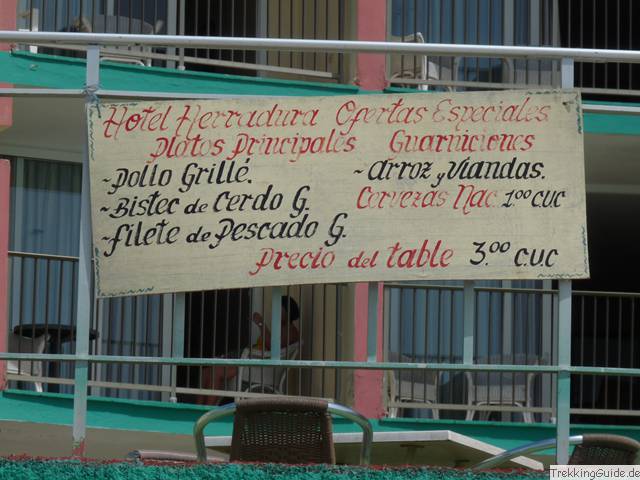 Hotel Herradura Ofertas Especiales
Platos Principales Guarniciones
~Pollo Grillé. ~Arroz y Viandas.
~Bistec de Cerdo G. Cervezas Nac. 1.00 CUC
~Filete de Pescado G.
Precio del table 3.00 C.U.C
TrekkingGuide.de